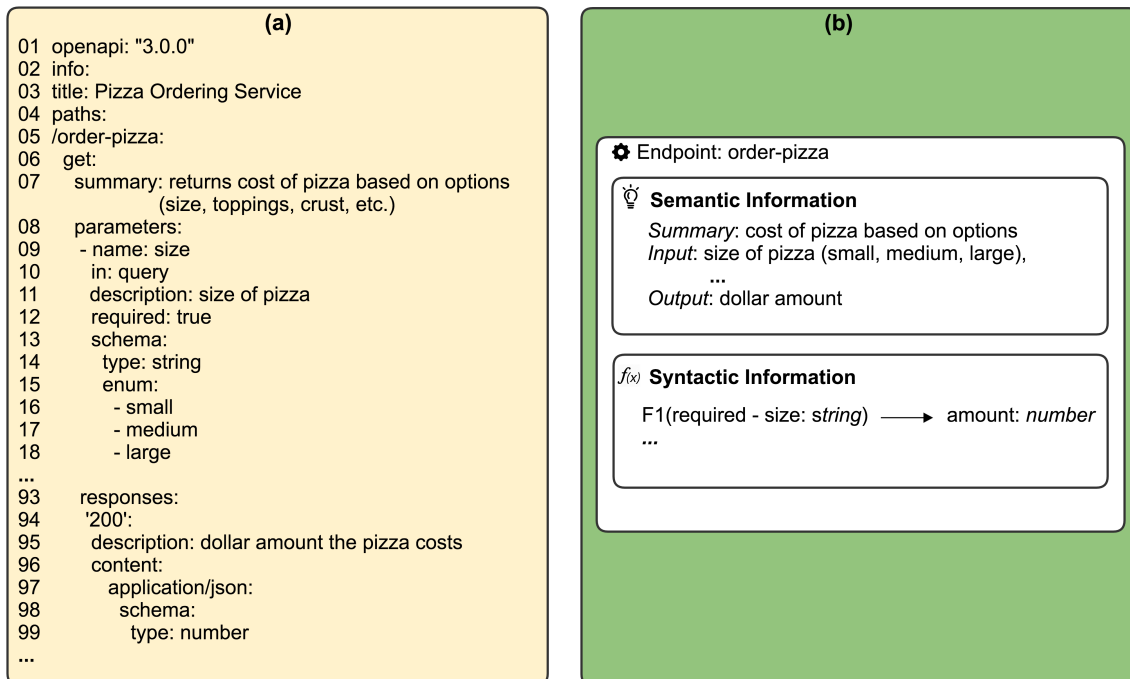 (a)
01 openapi: "3.0.0"
02 info:
03 title: Pizza Ordering Service
04 paths:
05 /order-pizza:
06 get:
07 summary: returns cost of pizza based on options
(size, toppings, crust, etc.)
08 parameters:
09 - name: size
10 in: query
11 description: size of pizza
12 required: true
13 schema:
14 type: string
15 enum:
16 - small
17 - medium
18 - large
...
93 responses:
94 '200':
95 description: dollar amount the pizza costs
96 content:
97 application/json:
98 schema:
99 type: number
...
(b)
Endpoint: order-pizza
Semantic Information
Summary: cost of pizza based on options
Input: size of pizza (small, medium, large),
...
Output: dollar amount
f(x) Syntactic Information
F1(required - size: string) → amount: number
...